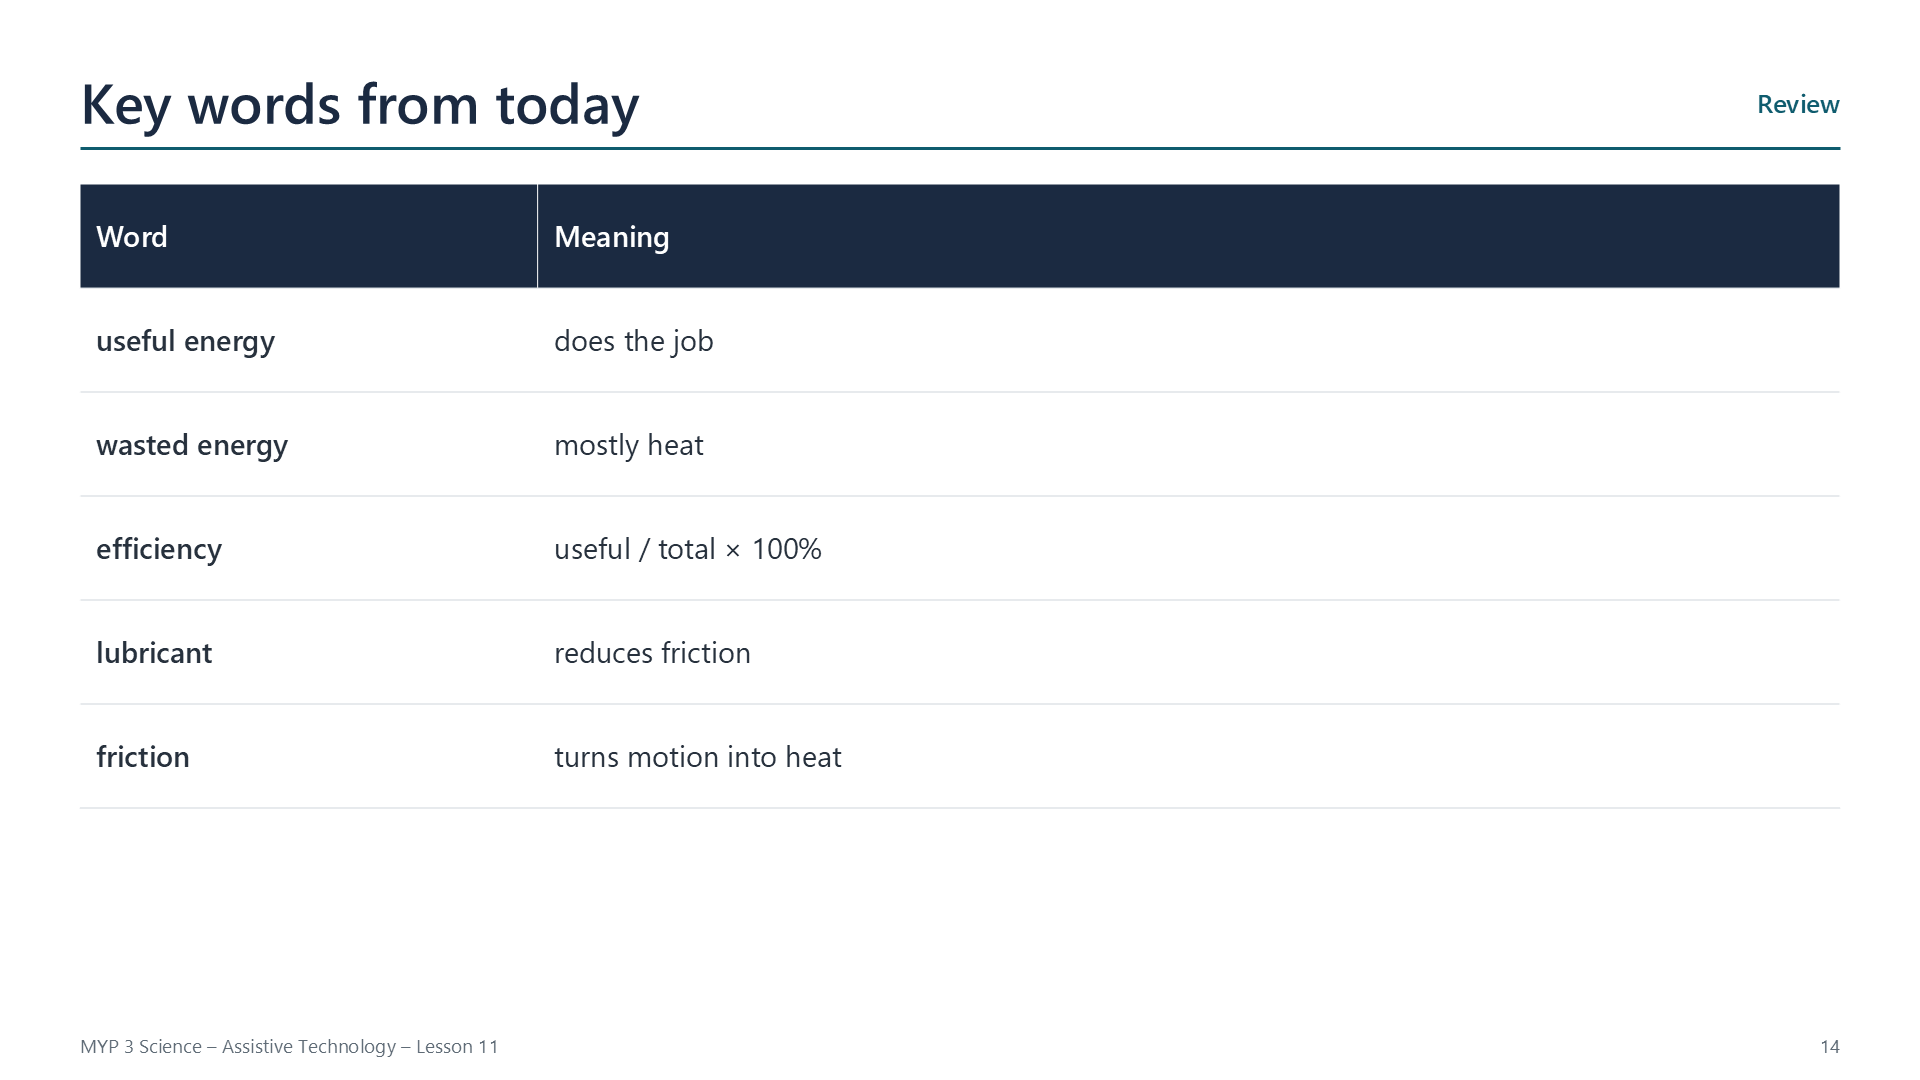 Key words from today
Review
Word Meaning
useful energy does the job
wasted energy mostly heat
efficiency useful / total × 100%
lubricant reduces friction
friction turns motion into heat
MYP 3 Science – Assistive Technology – Lesson 11
14